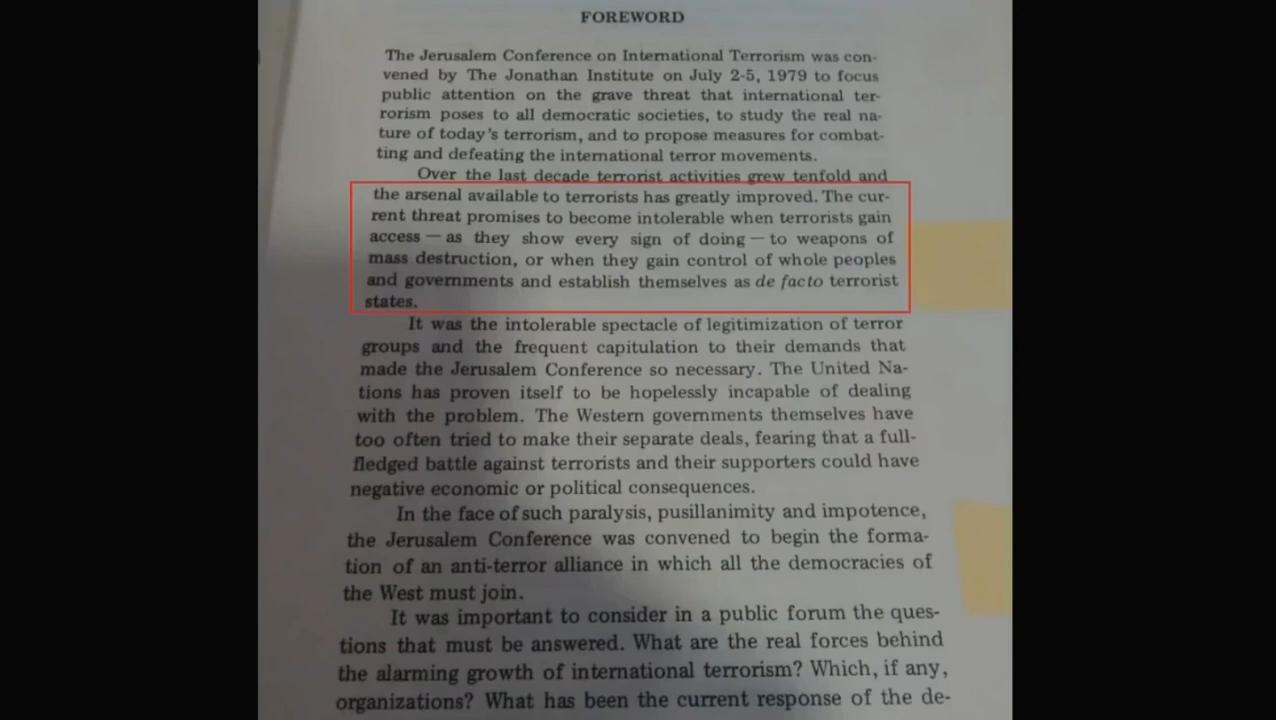 FOREWORD
The Jerusalem Conference on International Terrorism was con-
vened by The Jonathan Institute on July 2-5, 1979 to focus
public attention on the grave threat that international ter-
rorism poses to all democratic societies, to study the real na-
ture of today's terrorism, and to propose measures for combat-
ting and defeating the international terror movements.
Over the last decade terrorist activities grew tenfold and
the arsenal available to terrorists has greatly improved. The cur-
rent threat promises to become intolerable when terrorists gain
access — as they show every sign of doing — to weapons of
mass destruction, or when they gain control of whole peoples
and governments and establish themselves as de facto terrorist
states.
It was the intolerable spectacle of legitimization of terror
groups and the frequent capitulation to their demands that
made the Jerusalem Conference so necessary. The United Na-
tions has proven itself to be hopelessly incapable of dealing
with the problem. The Western governments themselves have
too often tried to make their separate deals, fearing that a full-
fledged battle against terrorists and their supporters could have
negative economic or political consequences.
In the face of such paralysis, pusillanimity and impotence,
the Jerusalem Conference was convened to begin the forma-
tion of an anti-terror alliance in which all the democracies of
the West must join.
It was important to consider in a public forum the ques-
tions that must be answered. What are the real forces behind
the alarming growth of international terrorism? Which, if any,
organizations? What has been the current response of the de-